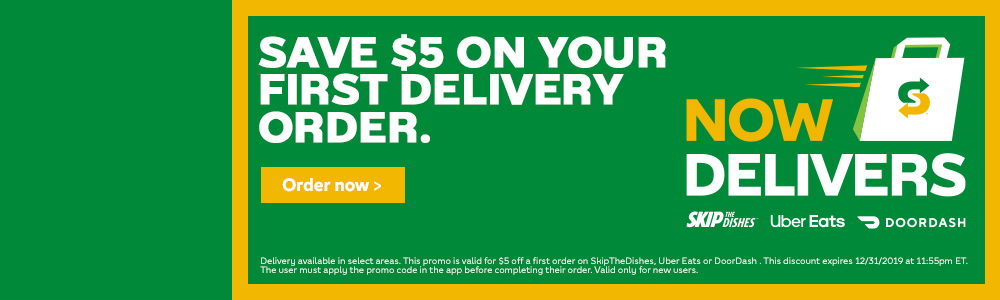 SAVE $5 ON YOUR
FIRST DELIVERY
ORDER.
Order now >
NOW
DELIVERS
SKIP THE DISHES Uber Eats DOORDASH
Delivery available in select areas. This promo is valid for $5 off a first order on SkipTheDishes, Uber Eats or DoorDash . This discount expires 12/31/2019 at 11:55pm ET.
The user must apply the promo code in the app before completing their order. Valid only for new users.